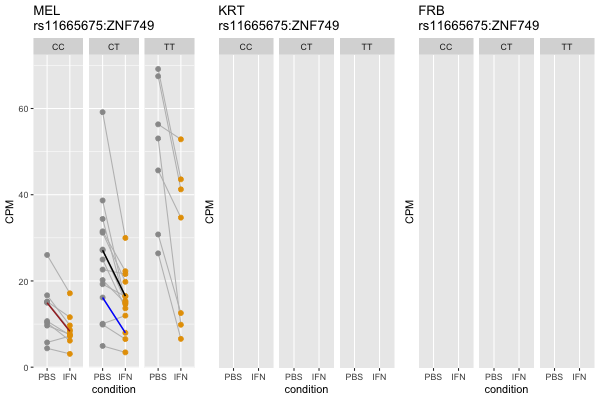 MEL
rs11665675:ZNF749
CC CT TT
CPM
60
40
20
0
PBS IFN PBS IFN PBS IFN
condition
KRT
rs11665675:ZNF749
CC CT TT
CPM
PBS IFN PBS IFN PBS IFN
condition
FRB
rs11665675:ZNF749
CC CT TT
CPM
PBS IFN PBS IFN PBS IFN
condition